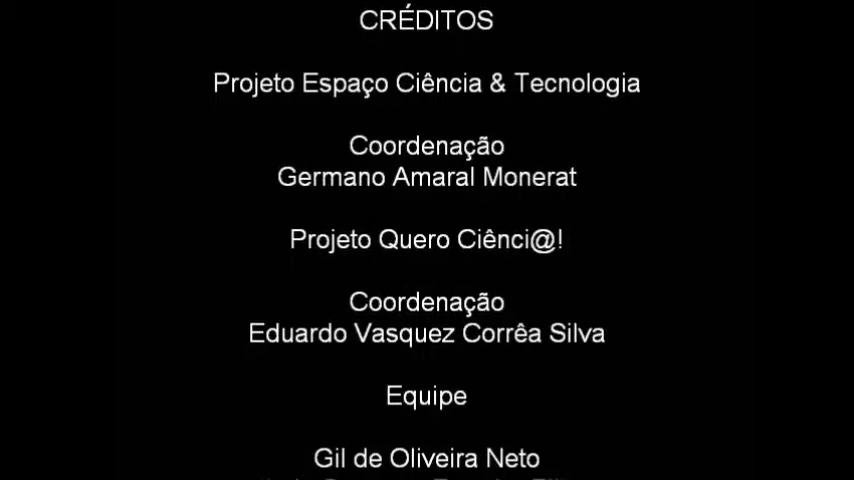 CRÉDITOS
Projeto Espaço Ciência & Tecnologia
Coordenação
Germano Amaral Monerat
Projeto Quero Ciênci@!
Coordenação
Eduardo Vasquez Corrêa Silva
Equipe
Gil de Oliveira Neto